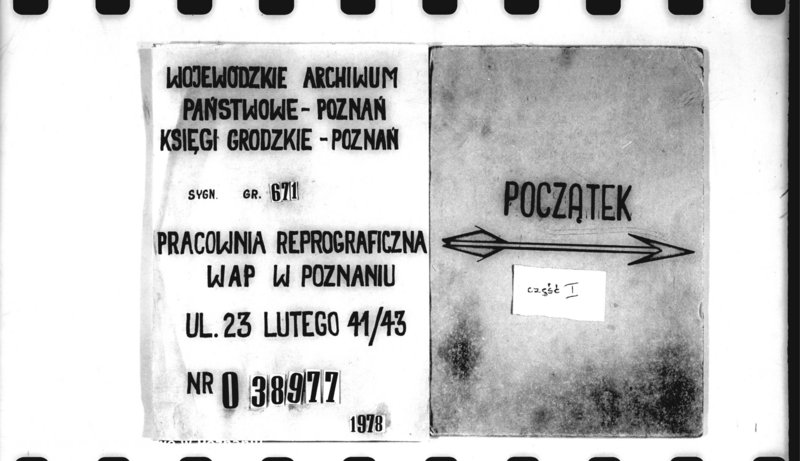 WOJEWÓDZKIE ARCHIWUM
PAŃSTWOWE - POZNAŃ
KSIĘGI GRODZKIE - POZNAŃ
SYGN. GR. 671
PRACOWNIA REPROGRAFICZNA
WAP W POZNANIU
UL. 23 LUTEGO 41/43
NR 0 38977
1978
POCZĄTEK
część I